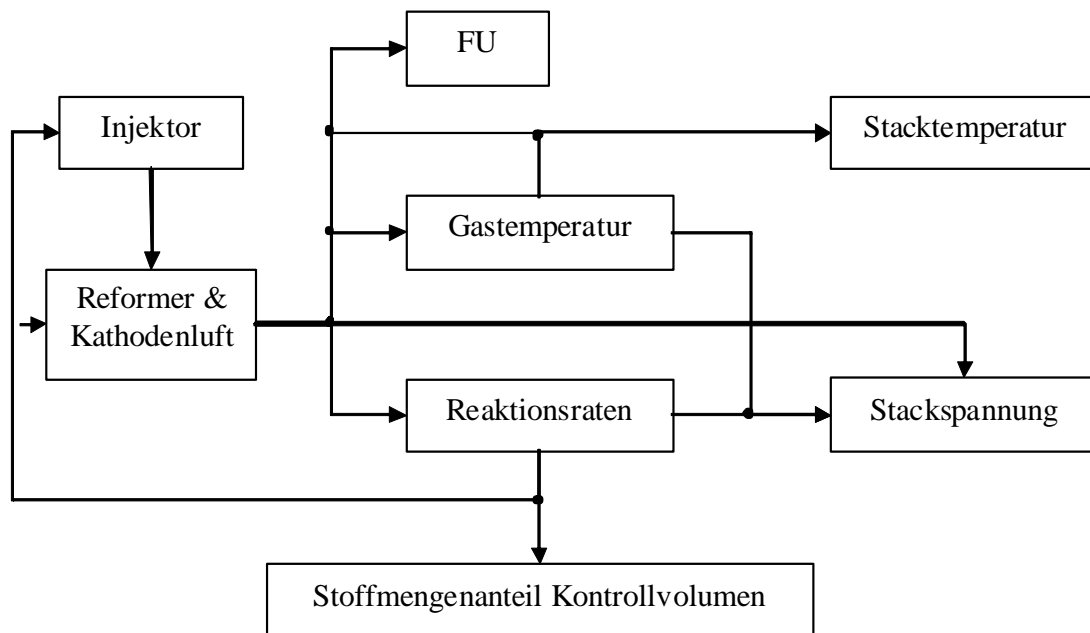 FU
Injektor
Stacktemperatur
Gastemperatur
Reformer &
Kathodenluft
Reaktionsraten
Stackspannung
Stoffmengenanteil Kontrollvolumen